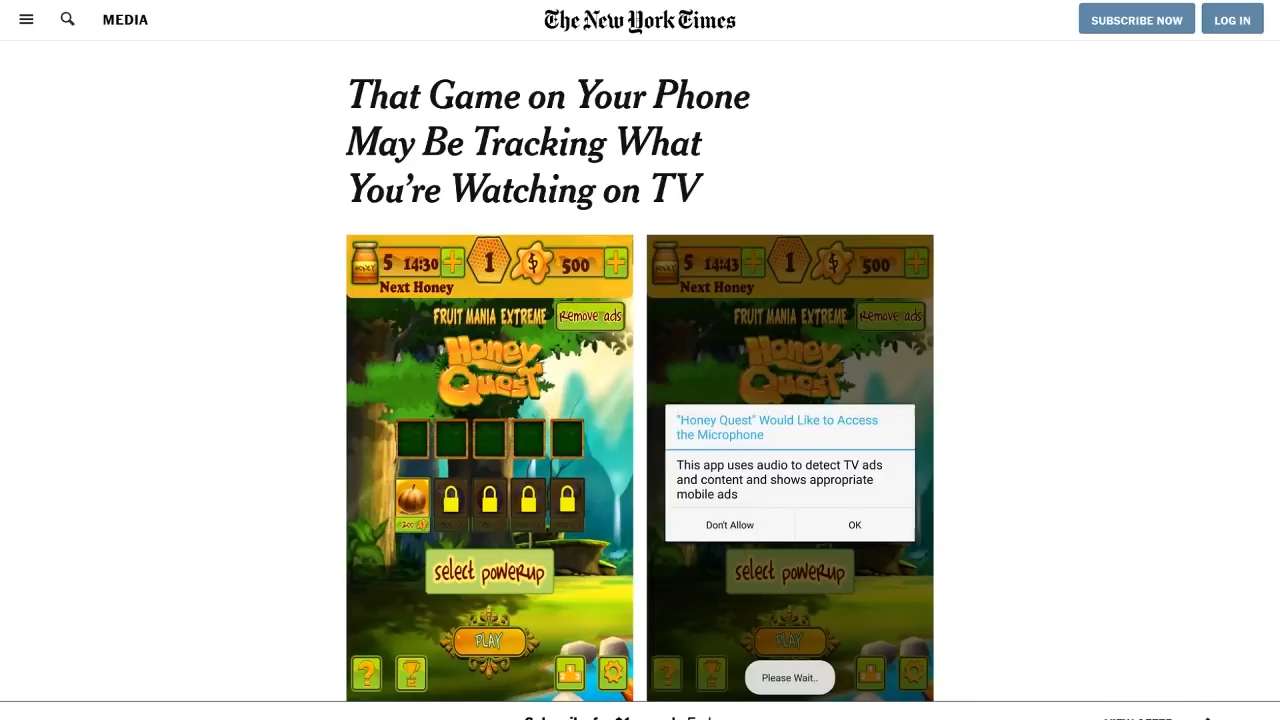 MEDIA
The New York Times
SUBSCRIBE NOW
LOG IN
That Game on Your Phone
May Be Tracking What
You're Watching on TV
HONEY
5 14:30
1
$
500
Next Honey
FRUIT MANIA EXTREME
Remove ads
Honey
Quest
200
select powerup
PLAY
?
5 14:43
1
$
500
Next Honey
FRUIT MANIA EXTREME
Remove ads
Honey
Quest
"Honey Quest" Would Like to Access
the Microphone
This app uses audio to detect TV ads
and content and shows appropriate
mobile ads
Don't Allow
OK
select powerup
PLAY
?
Please Wait..